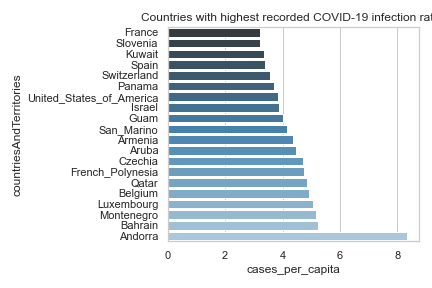 Countries with highest recorded COVID-19 infection rat
France
Slovenia
Kuwait
Spain
Switzerland
Panama
United_States_of_America
Israel
Guam
San_Marino
Armenia
Aruba
Czechia
French_Polynesia
Qatar
Belgium
Luxembourg
Montenegro
Bahrain
Andorra
countriesAndTerritories
0 2 4 6 8
cases_per_capita